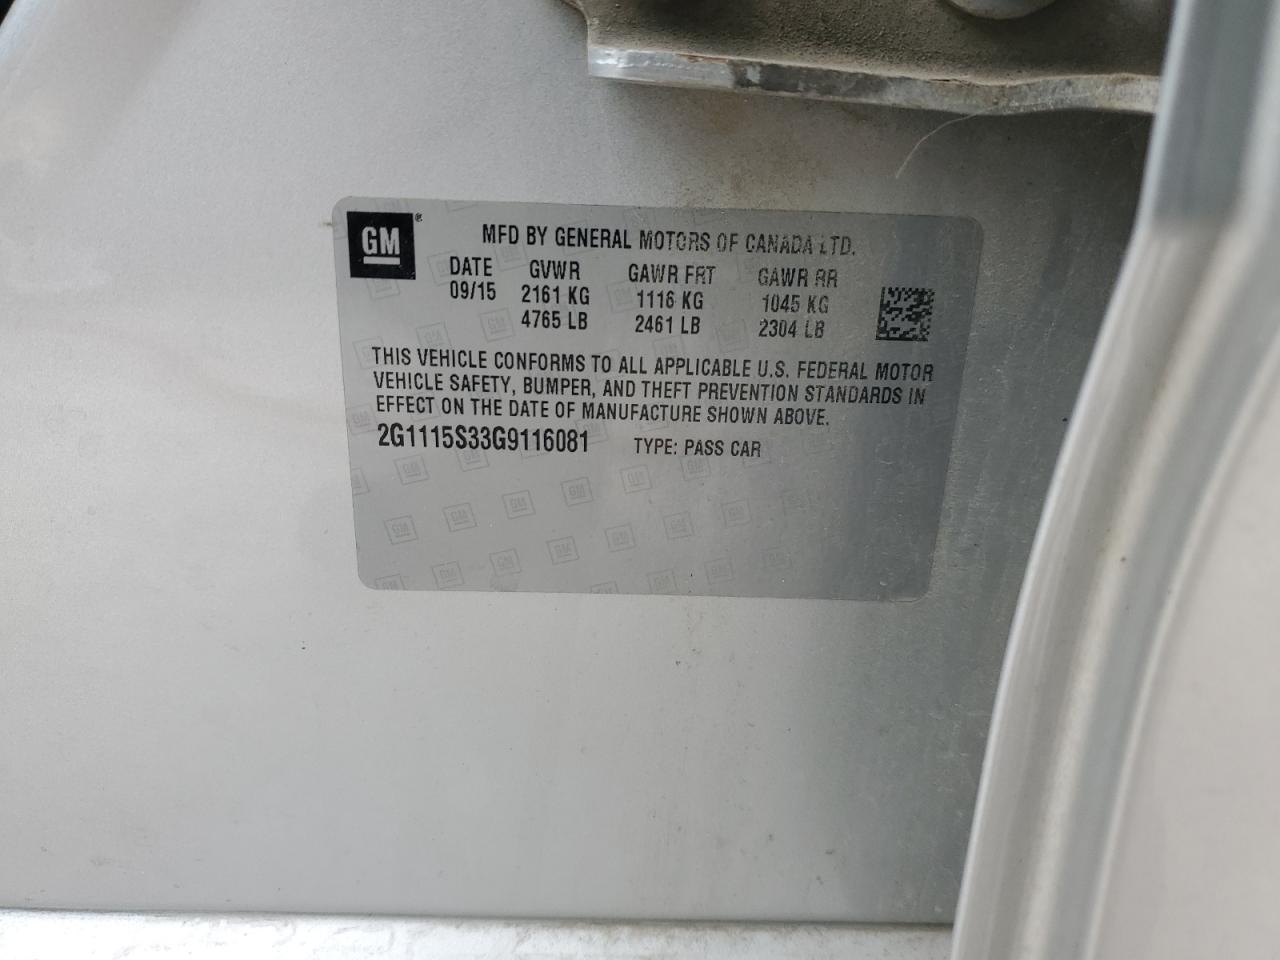 GM®
MFD BY GENERAL MOTORS OF CANADA LTD.
DATE GVWR GAWR FRT GAWR RR
09/15 2161 KG 1116 KG 1045 KG
4765 LB 2461 LB 2304 LB
THIS VEHICLE CONFORMS TO ALL APPLICABLE U.S. FEDERAL MOTOR
VEHICLE SAFETY, BUMPER, AND THEFT PREVENTION STANDARDS IN
EFFECT ON THE DATE OF MANUFACTURE SHOWN ABOVE.
2G1115S33G9116081 TYPE: PASS CAR